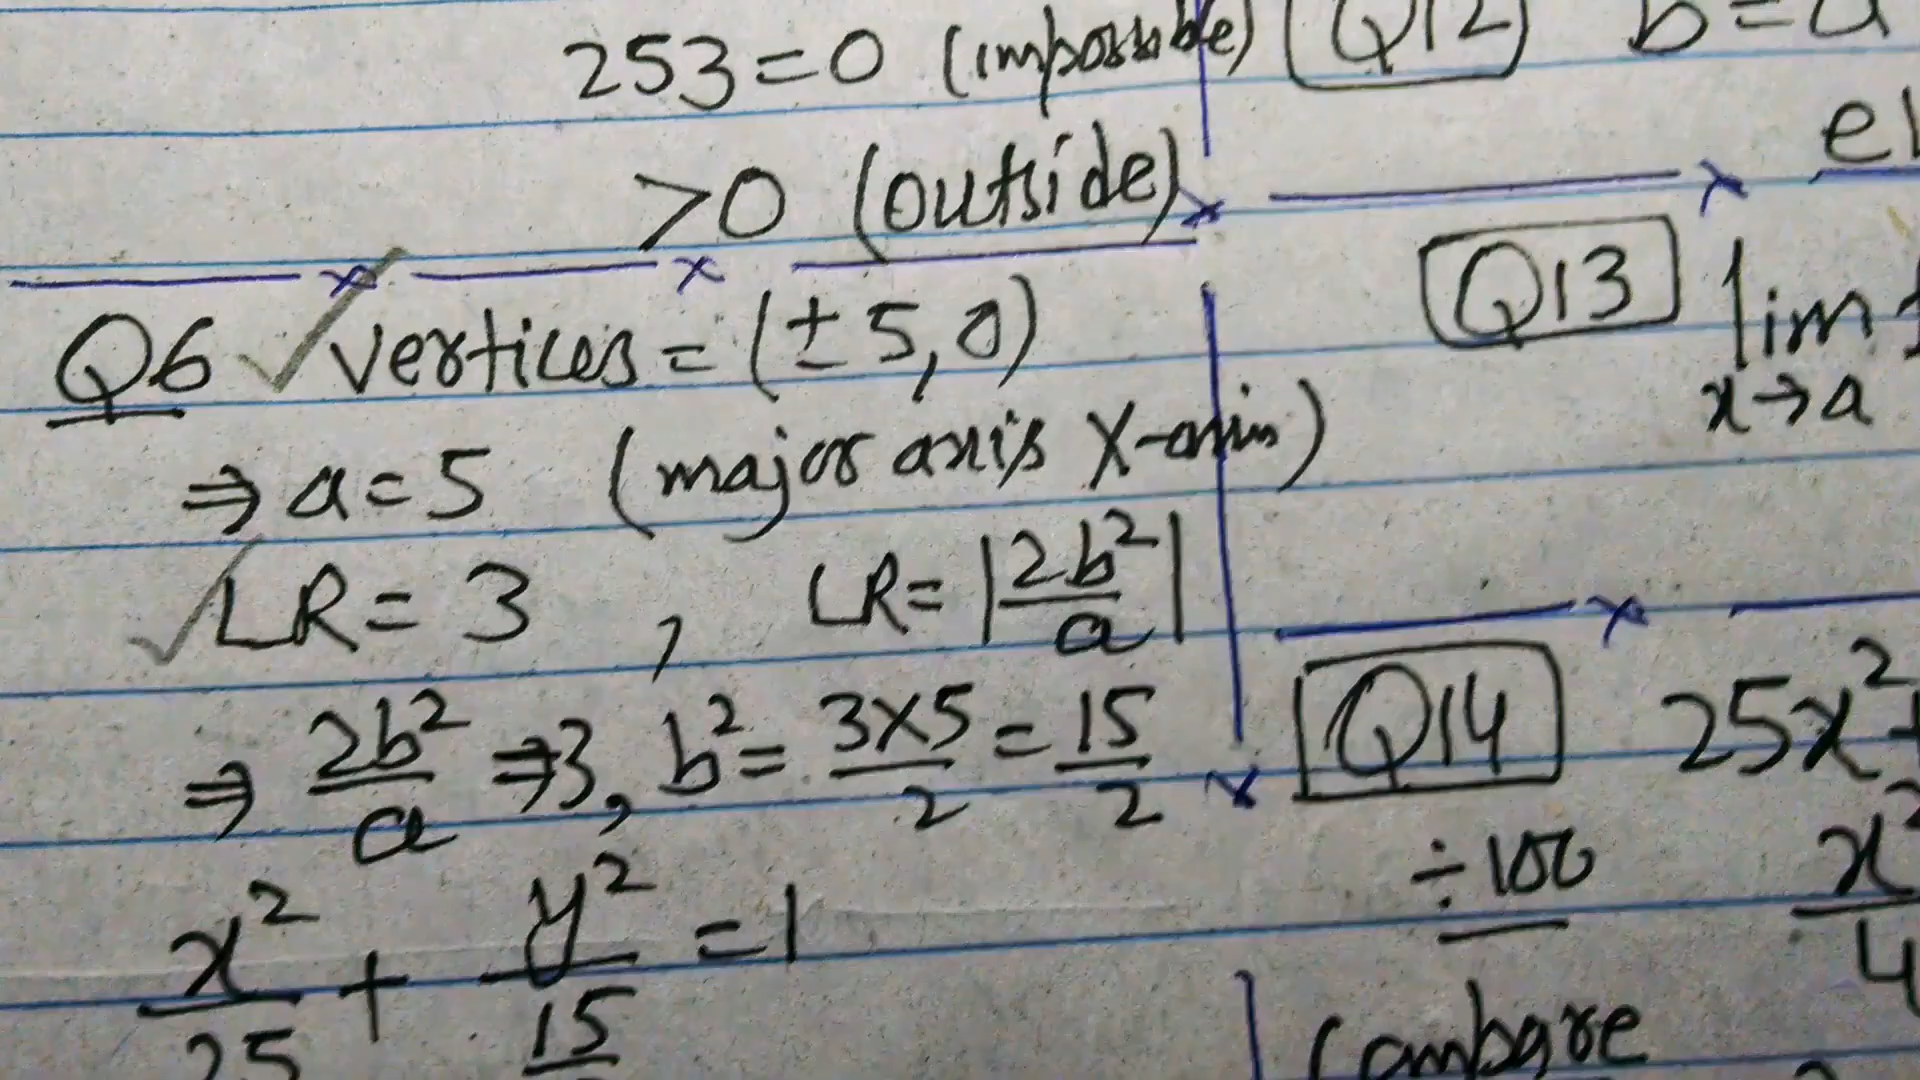 253=0 (impossible)
>0 (outside)
Q6 vertices = (± 5, 0)
⇒ a = 5 (major axis X-axis)
LR = 3 , LR = |2b²/a|
⇒ 2b²/a ⇒ 3, b² = 3×5/2 = 15/2
x²/25 + y²/15 = 1
Q12 b = a
el
Q13 lim f
x→a
Q14 25x² +
÷ 100 x²/4
Compare